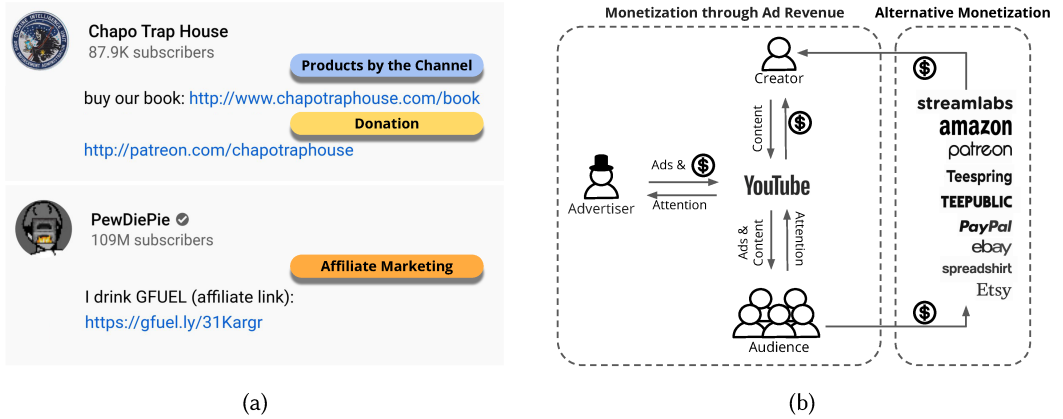 Chapo Trap House
87.9K subscribers
Products by the Channel
buy our book: http://www.chapotraphouse.com/book
Donation
http://patreon.com/chapotraphouse
PewDiePie
109M subscribers
Affiliate Marketing
I drink GFUEL (affiliate link):
https://gfuel.ly/31Kargr
(a)
Monetization through Ad Revenue
Creator
Content
$
Advertiser
Ads & $
Attention
YouTube
Ads &
Content
Attention
Audience
Alternative Monetization
$
streamlabs
amazon
patreon
Teespring
TEEPUBLIC
PayPal
ebay
spreadshirt
Etsy
$
(b)